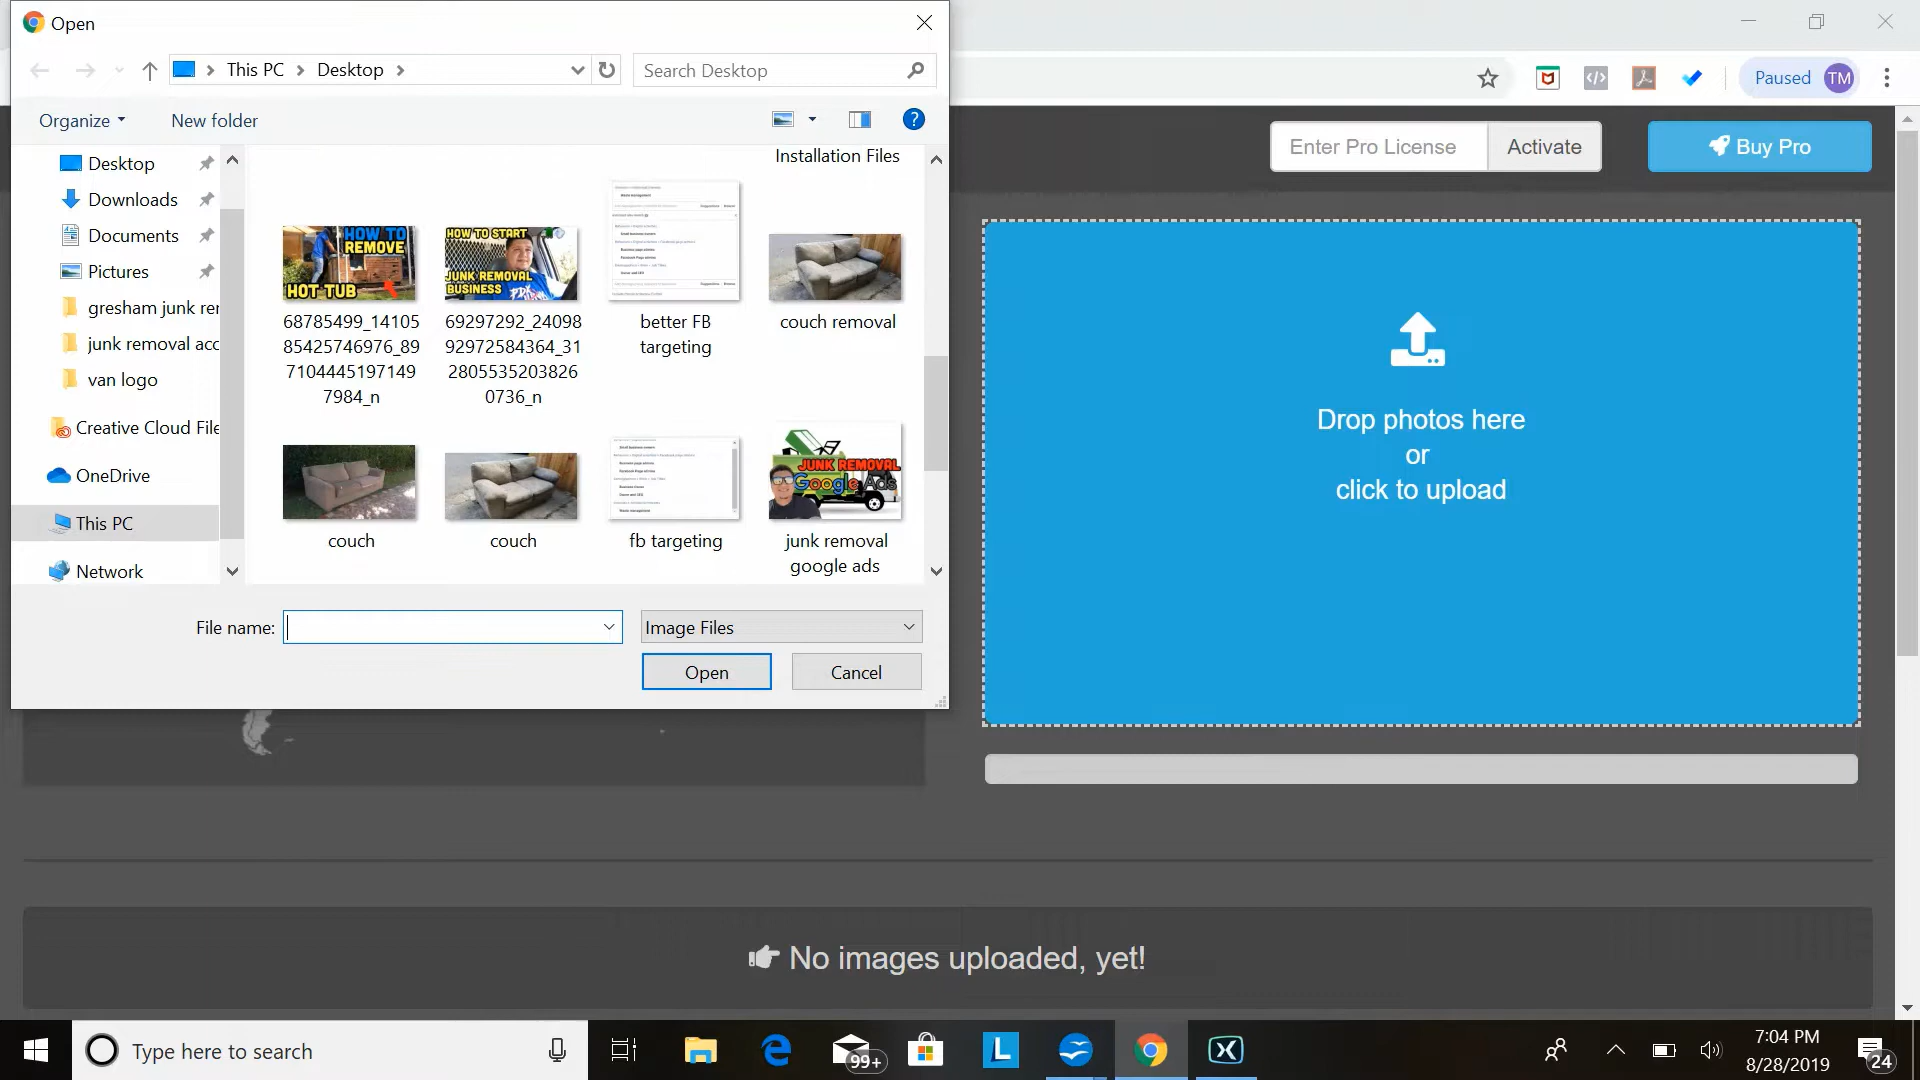 Open
This PC
Desktop
Search Desktop
Organize
New folder
Desktop
Downloads
Documents
Pictures
gresham junk rer
junk removal acc
van logo
Creative Cloud File
OneDrive
This PC
Network
Installation Files
HOW TO
REMOVE
HOT TUB
68785499_14105
85425746976_89
7104445197149
7984_n
HOW TO START
JUNK REMOVAL
BUSINESS
69297292_24098
92972584364_31
2805535203826
0736_n
better FB
targeting
couch removal
couch
couch
fb targeting
JUNK REMOVAL
Google Ads
junk removal
google ads
File name:
Image Files
Open
Cancel
Paused
TM
Enter Pro License
Activate
Buy Pro
Drop photos here
or
click to upload
No images uploaded, yet!
Type here to search
99+
L
7:04 PM
8/28/2019
24